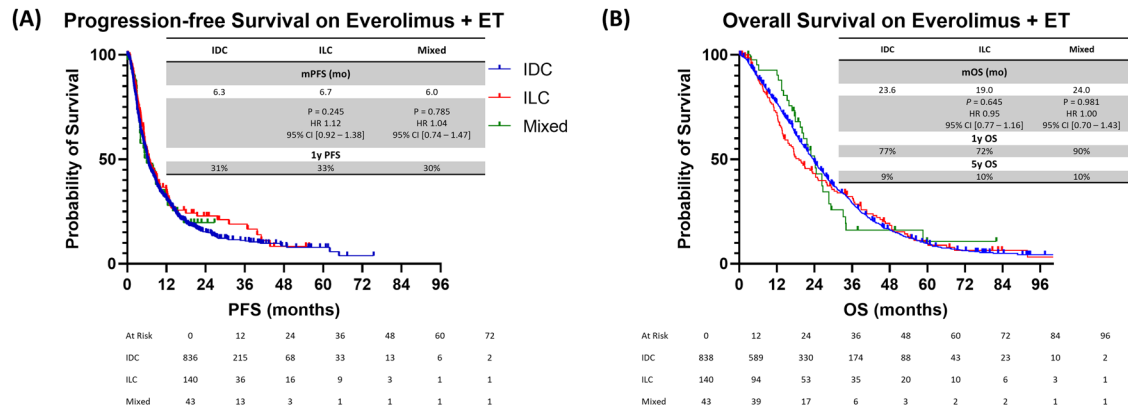 (A) Progression-free Survival on Everolimus + ET
IDC ILC Mixed
mPFS (mo)
6.3 6.7 6.0
P = 0.245 P = 0.785
HR 1.12 HR 1.04
95% CI [0.92 – 1.38] 95% CI [0.74 – 1.47]
1y PFS
31% 33% 30%
IDC
ILC
Mixed
Probability of Survival
100
50
0
0 12 24 36 48 60 72 84 96
PFS (months)
At Risk 0 12 24 36 48 60 72
IDC 836 215 68 33 13 6 2
ILC 140 36 16 9 3 1 1
Mixed 43 13 3 1 1 1 1
(B) Overall Survival on Everolimus + ET
IDC ILC Mixed
mOS (mo)
23.6 19.0 24.0
P = 0.645 P = 0.981
HR 0.95 HR 1.00
95% CI [0.77 – 1.16] 95% CI [0.70 – 1.43]
1y OS
77% 72% 90%
5y OS
9% 10% 10%
Probability of Survival
100
50
0
0 12 24 36 48 60 72 84 96
OS (months)
At Risk 0 12 24 36 48 60 72 84 96
IDC 838 589 330 174 88 43 23 10 2
ILC 140 94 53 35 20 10 6 3 1
Mixed 43 39 17 6 3 2 2 1 1